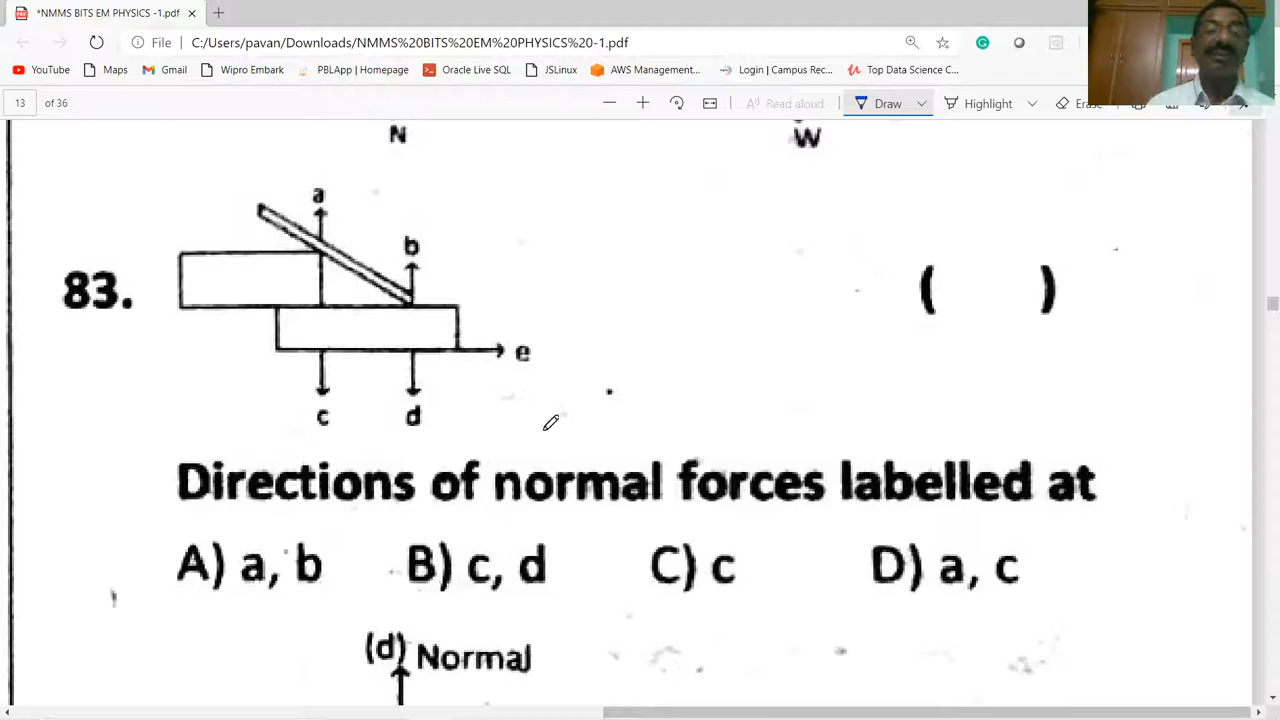 *NMMS BITS EM PHYSICS -1.pdf
File C:/Users/pavan/Downloads/NMMS%20BITS%20EM%20PHYSICS%20-1.pdf
YouTube Maps Gmail Wipro Embark PBLApp | Homepage Oracle Live SQL JSLinux AWS Management... Login | Campus Rec... Top Data Science C...
13 of 36 Read aloud Draw Highlight
N W
a
b
83. ( )
e
c d
Directions of normal forces labelled at
A) a, b B) c, d C) c D) a, c
(d) Normal